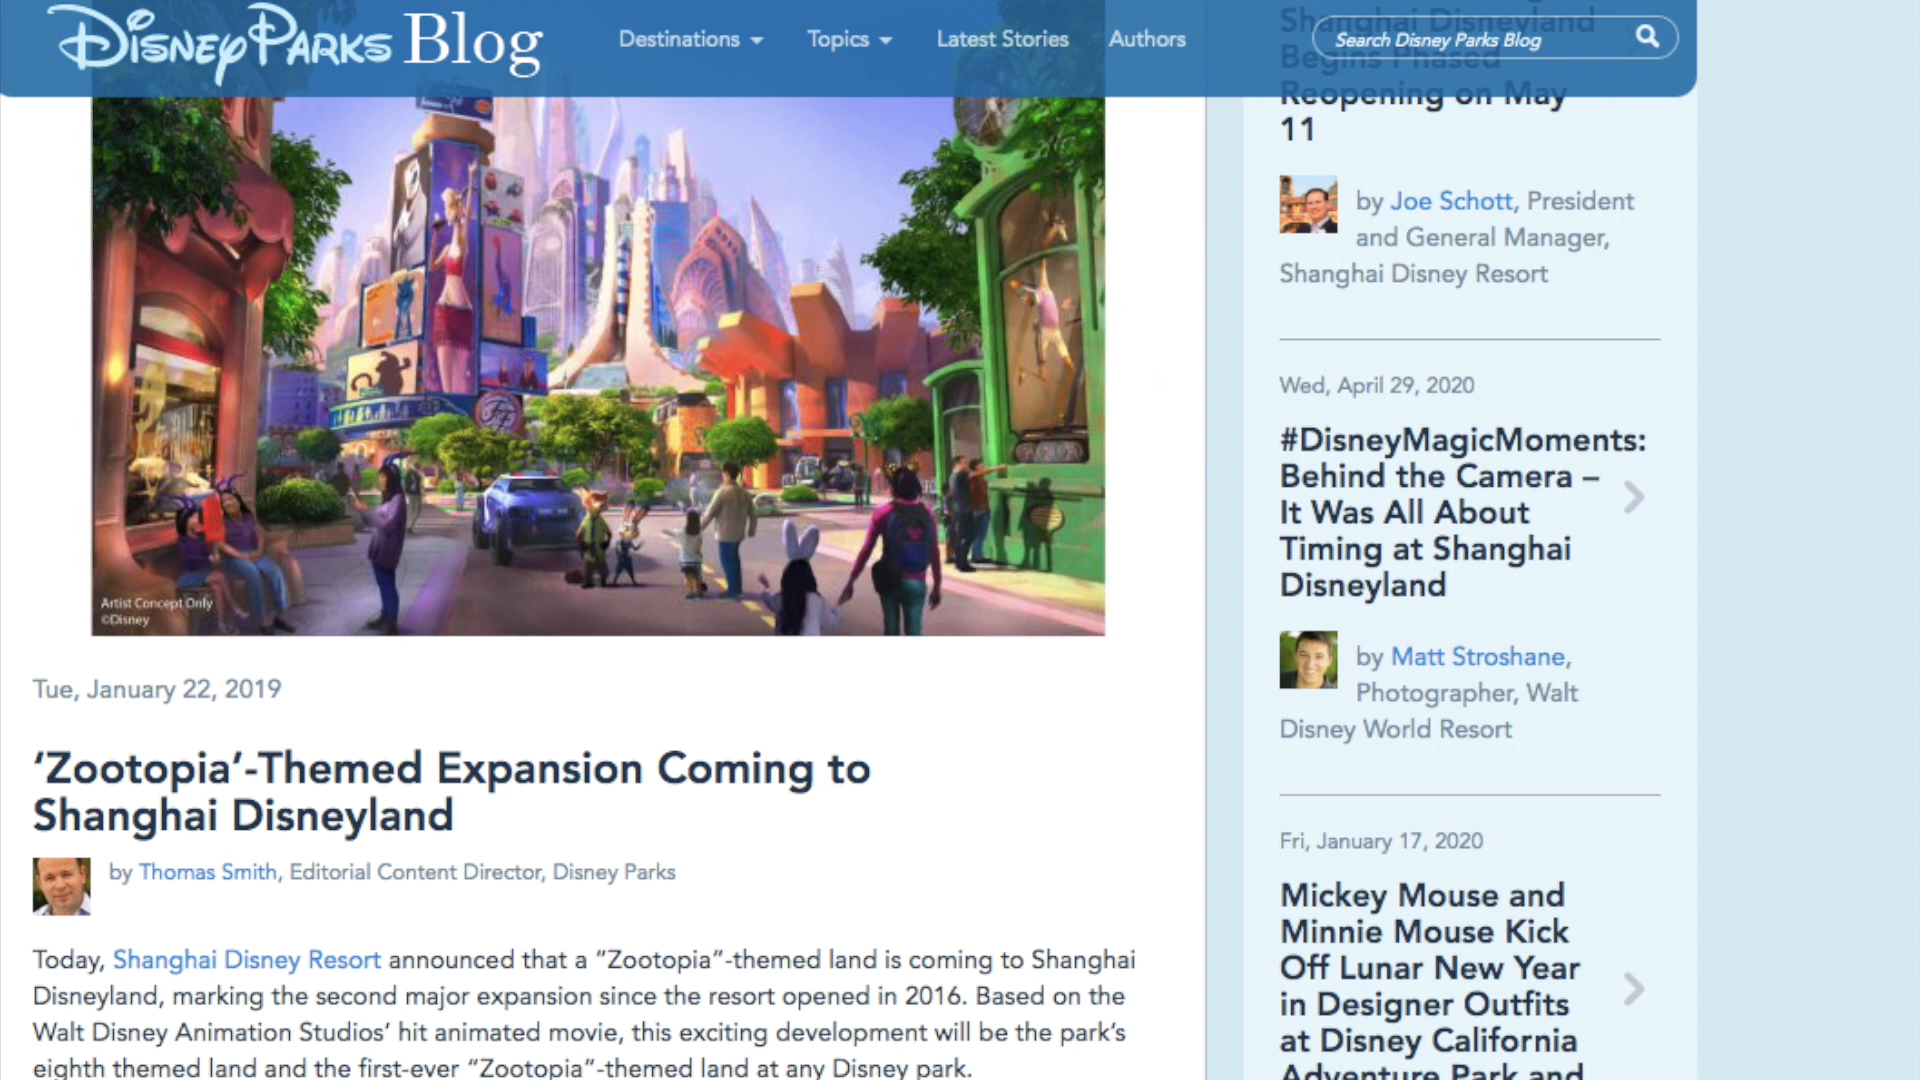 Disney Parks Blog
Destinations
Topics
Latest Stories
Authors
Search Disney Parks Blog
Artist Concept Only
©Disney
Tue, January 22, 2019
‘Zootopia’-Themed Expansion Coming to
Shanghai Disneyland
by Thomas Smith, Editorial Content Director, Disney Parks
Today, Shanghai Disney Resort announced that a “Zootopia”-themed land is coming to Shanghai
Disneyland, marking the second major expansion since the resort opened in 2016. Based on the
Walt Disney Animation Studios’ hit animated movie, this exciting development will be the park’s
eighth themed land and the first-ever “Zootopia”-themed land at any Disney park.
Shanghai Disneyland
Begins Phased
Reopening on May
11
by Joe Schott, President
and General Manager,
Shanghai Disney Resort
Wed, April 29, 2020
#DisneyMagicMoments:
Behind the Camera –
It Was All About
Timing at Shanghai
Disneyland
by Matt Stroshane,
Photographer, Walt
Disney World Resort
Fri, January 17, 2020
Mickey Mouse and
Minnie Mouse Kick
Off Lunar New Year
in Designer Outfits
at Disney California
Adventure Park and